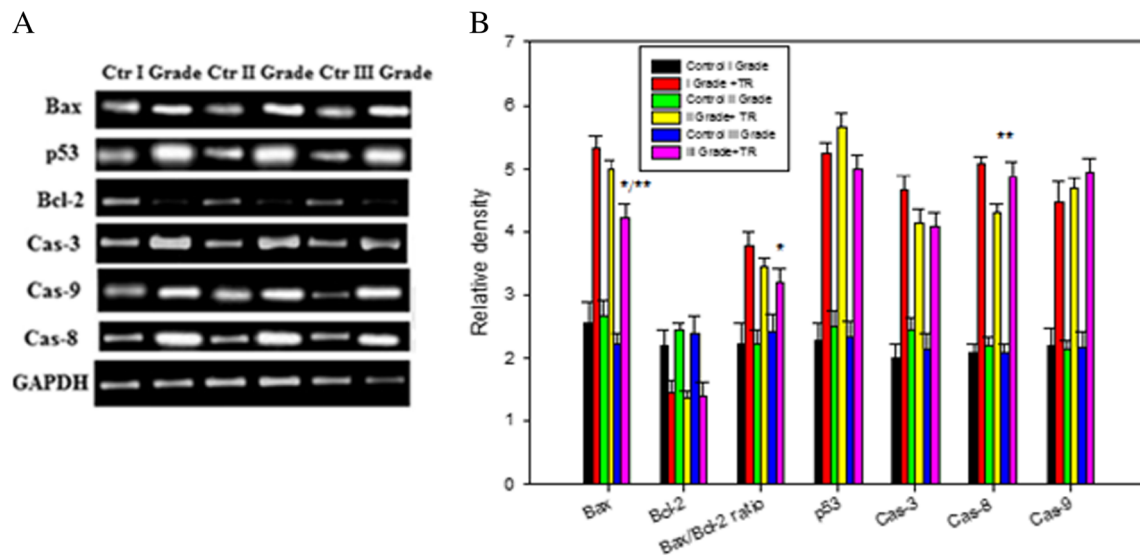 A
Ctr I Grade Ctr II Grade Ctr III Grade
Bax
p53
Bcl-2
Cas-3
Cas-9
Cas-8
GAPDH
B
Relative density
7
6
5
4
3
2
1
0
Control I Grade
I Grade +TR
Control II Grade
II Grade+ TR
Control III Grade
III Grade+TR
*/**
*
**
Bax
Bcl-2
Bax/Bcl-2 ratio
p53
Cas-3
Cas-8
Cas-9